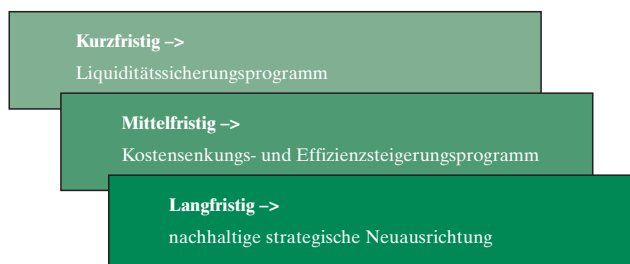 Kurzfristig –>
Liquiditätssicherungsprogramm
Mittelfristig –>
Kostensenkungs- und Effizienzsteigerungsprogramm
Langfristig –>
nachhaltige strategische Neuausrichtung